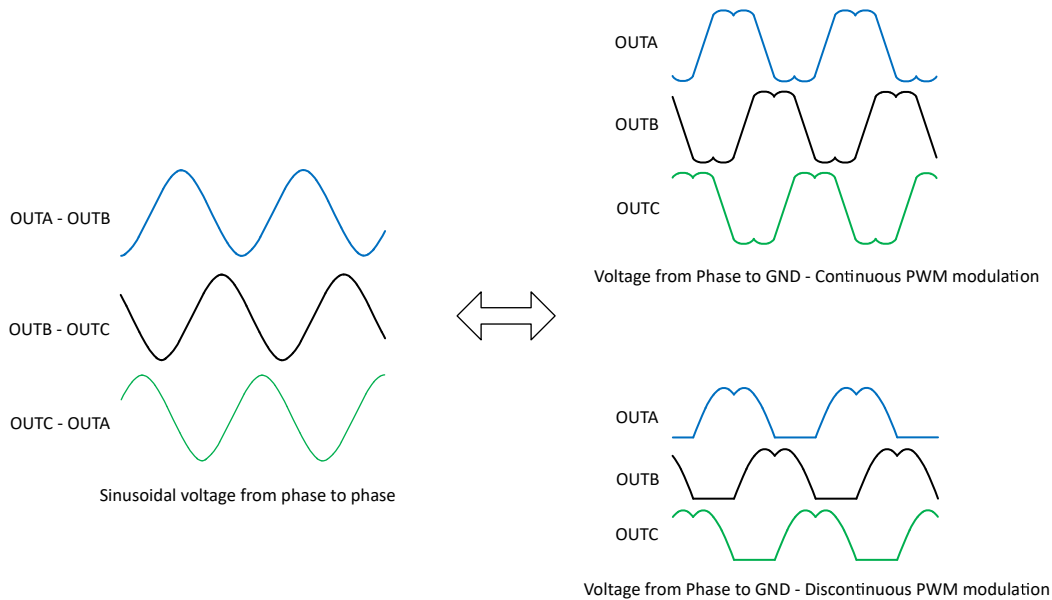 OUTA - OUTB
OUTB - OUTC
OUTC - OUTA
Sinusoidal voltage from phase to phase
OUTA
OUTB
OUTC
Voltage from Phase to GND - Continuous PWM modulation
OUTA
OUTB
OUTC
Voltage from Phase to GND - Discontinuous PWM modulation